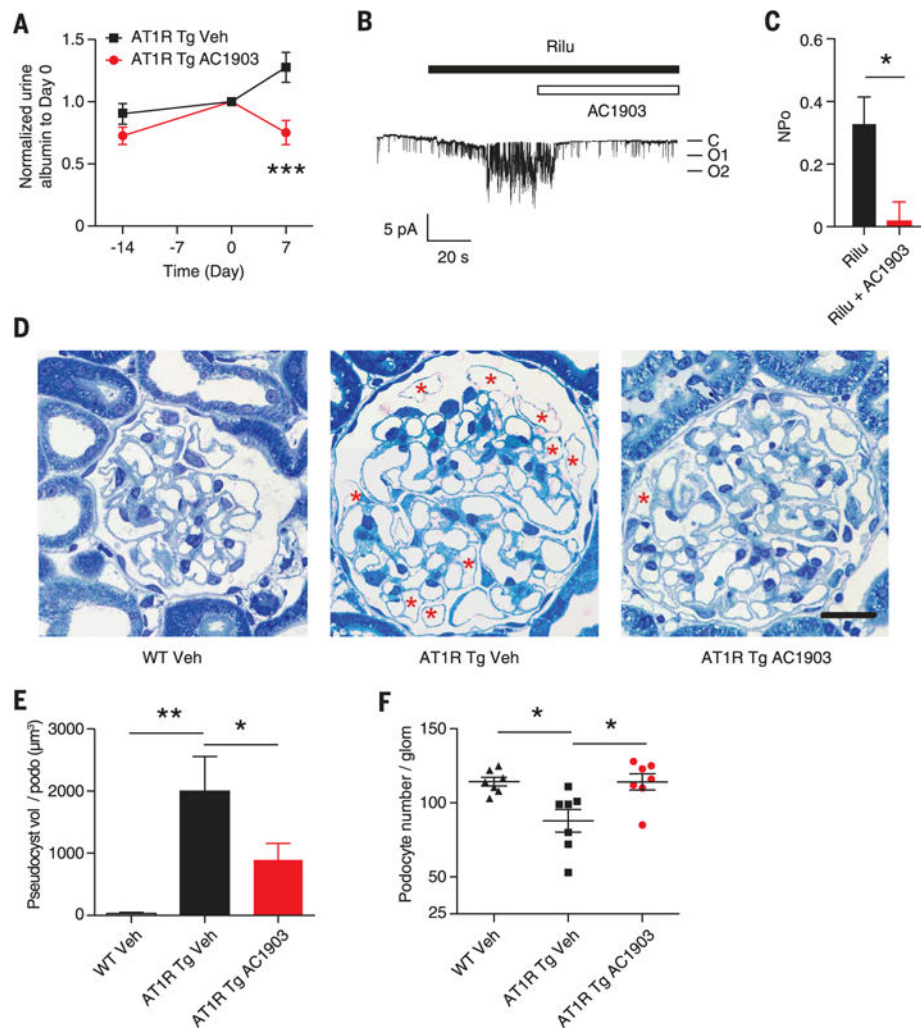 A
AT1R Tg Veh
AT1R Tg AC1903
Normalized urine
albumin to Day 0
1.5
1.0
0.5
0
-14
-7
0
7
Time (Day)
***
B
Rilu
AC1903
C
O1
O2
5 pA
20 s
C
NPo
0.4
0.2
0
*
Rilu
Rilu + AC1903
D
* * * * * * * * *
*
WT Veh
AT1R Tg Veh
AT1R Tg AC1903
E
Pseudocyst vol / podo (µm³)
3000
2000
1000
0
**
*
WT Veh
AT1R Tg Veh
AT1R Tg AC1903
F
Podocyte number / glom
150
100
50
25
*
*
WT Veh
AT1R Tg Veh
AT1R Tg AC1903